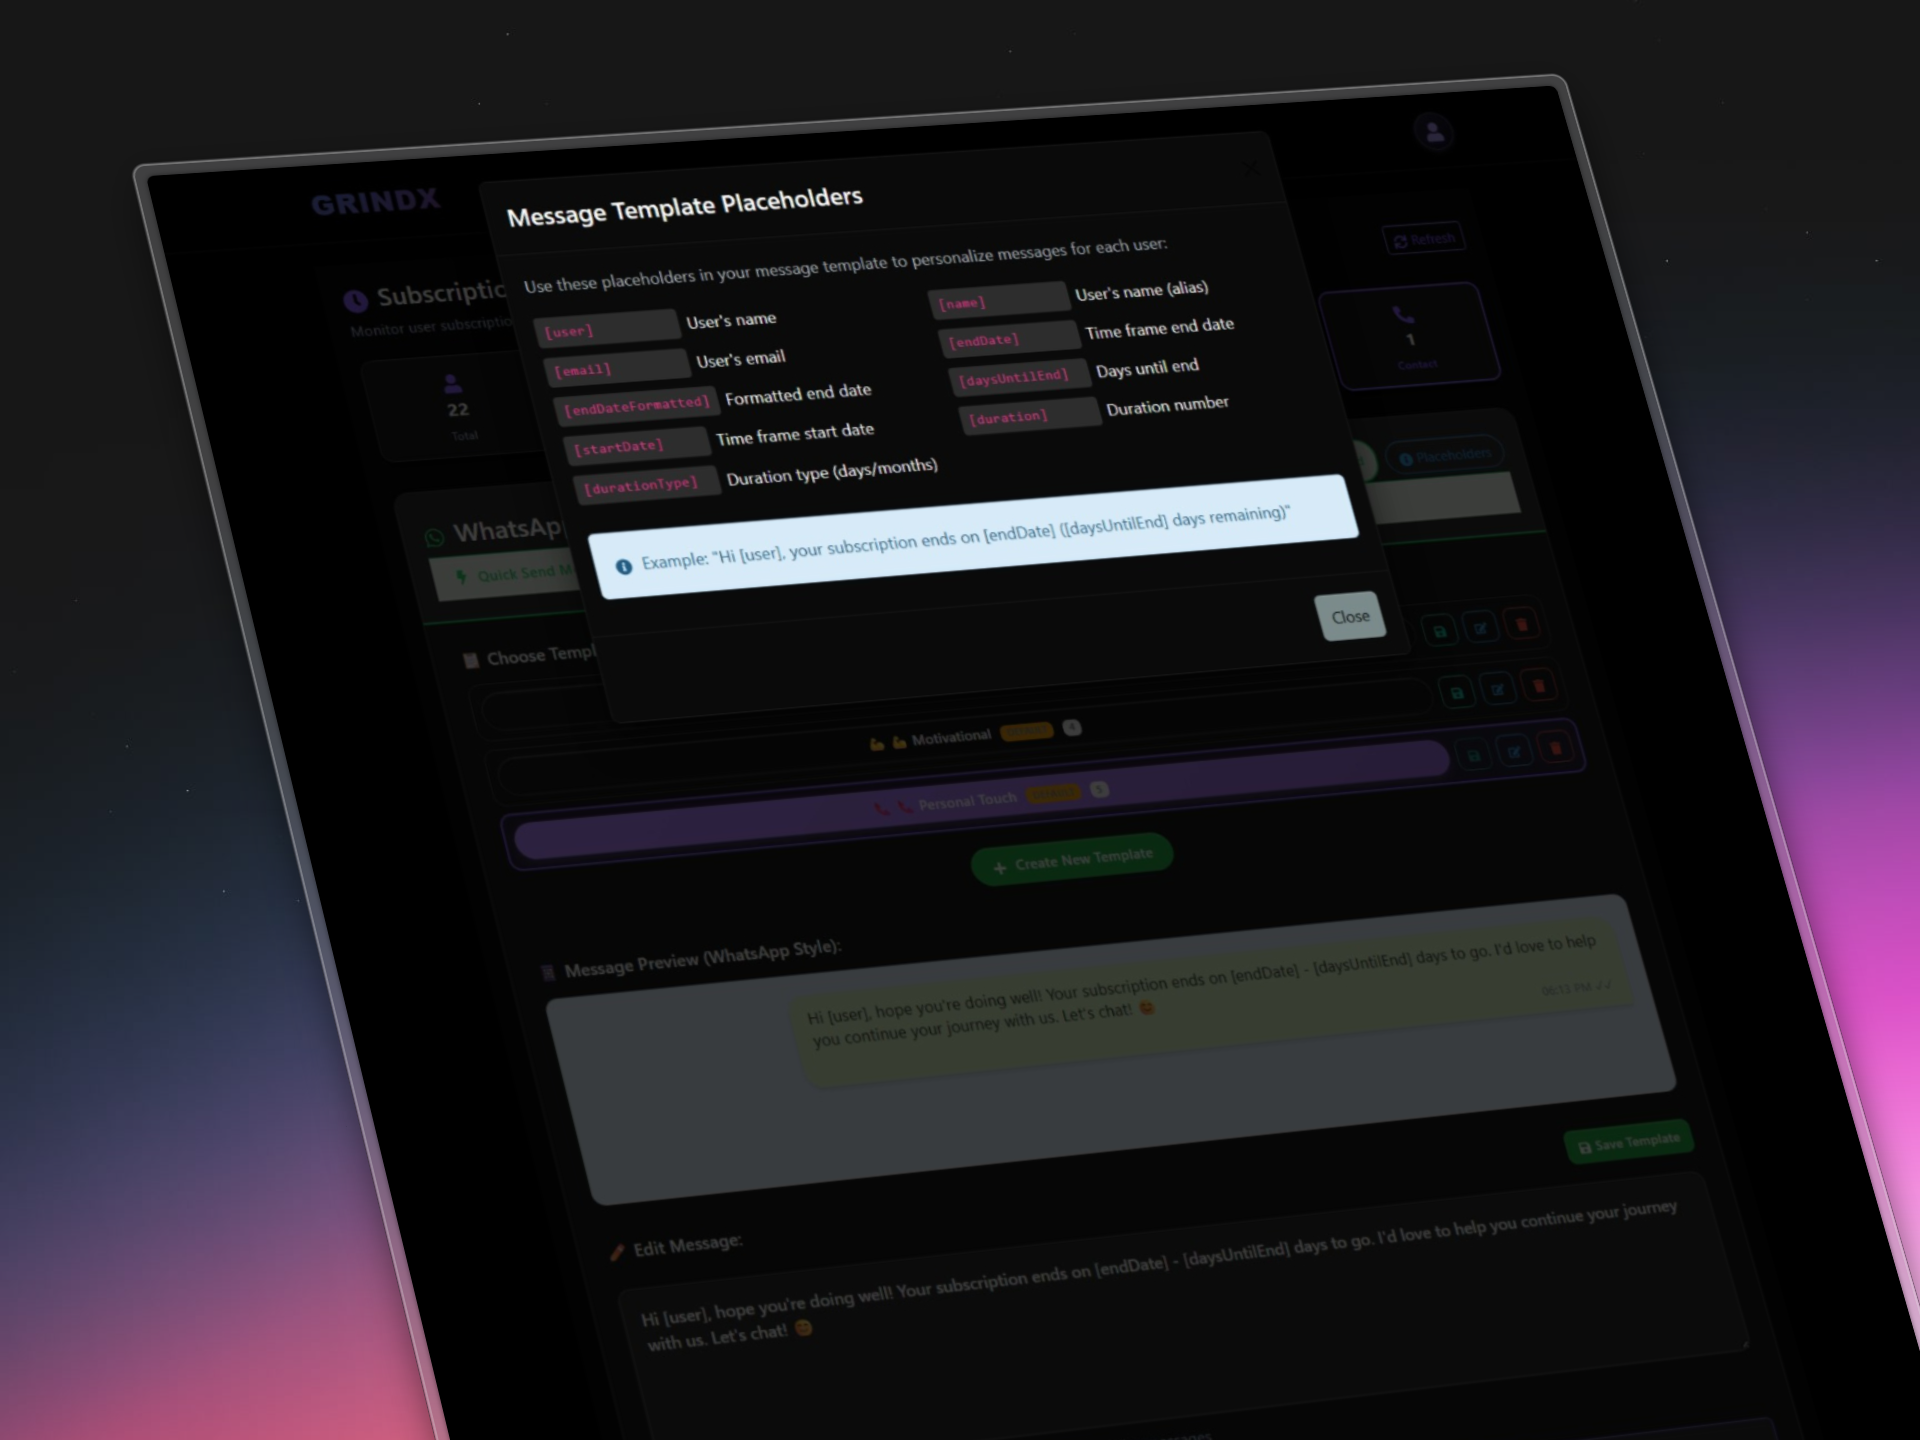 GRINDX
Message Template Placeholders
Use these placeholders in your message template to personalize messages for each user:
[user] User's name
[name] User's name (alias)
[email] User's email
[endDate] Time frame end date
[endDateFormatted] Formatted end date
[daysUntilEnd] Days until end
[startDate] Time frame start date
[duration] Duration number
[durationType] Duration type (days/months)
Example: "Hi [user], your subscription ends on [endDate] ([daysUntilEnd] days remaining)"
Close
Refresh
Monitor user subscription
22
Total
1
Contact
Placeholders
Quick Send
💪 💪 Motivational 4
📞 📞 Personal Touch DEFAULT 5
+ Create New Template
Message Preview (WhatsApp Style):
Hi [user], hope you're doing well! Your subscription ends on [endDate] - [daysUntilEnd] days to go. I'd love to help
you continue your journey with us. Let's chat! 😊
06:11 PM ✓✓
Save Template
Edit Message:
Hi [user], hope you're doing well! Your subscription ends on [endDate] - [daysUntilEnd] days to go. I'd love to help you continue your journey
with us. Let's chat! 😊